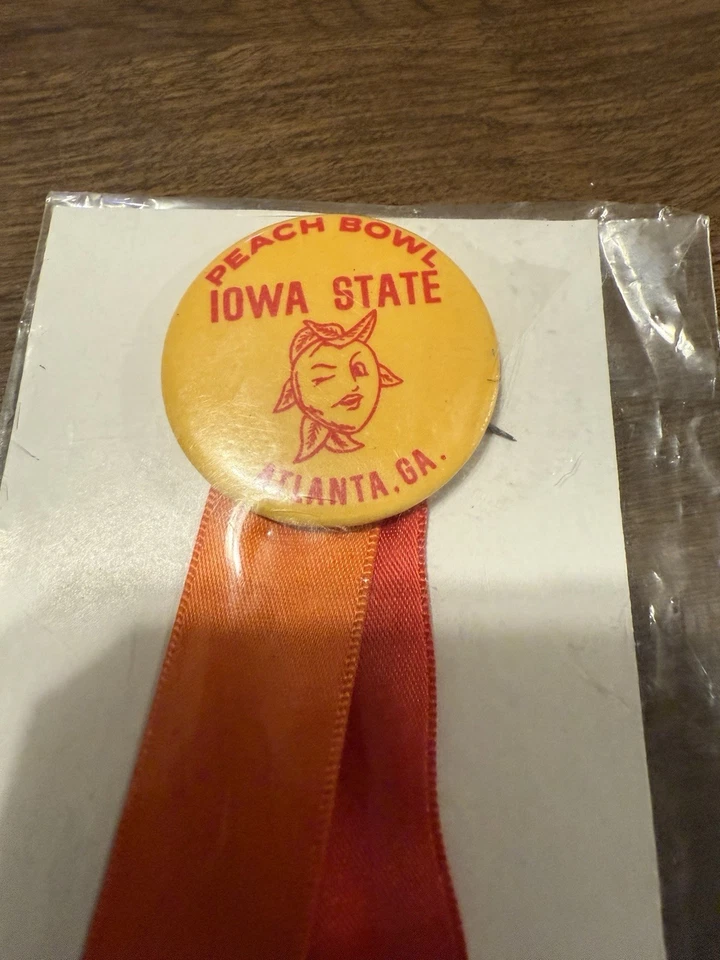 PEACH BOWL
IOWA STATE
ATLANTA, GA.